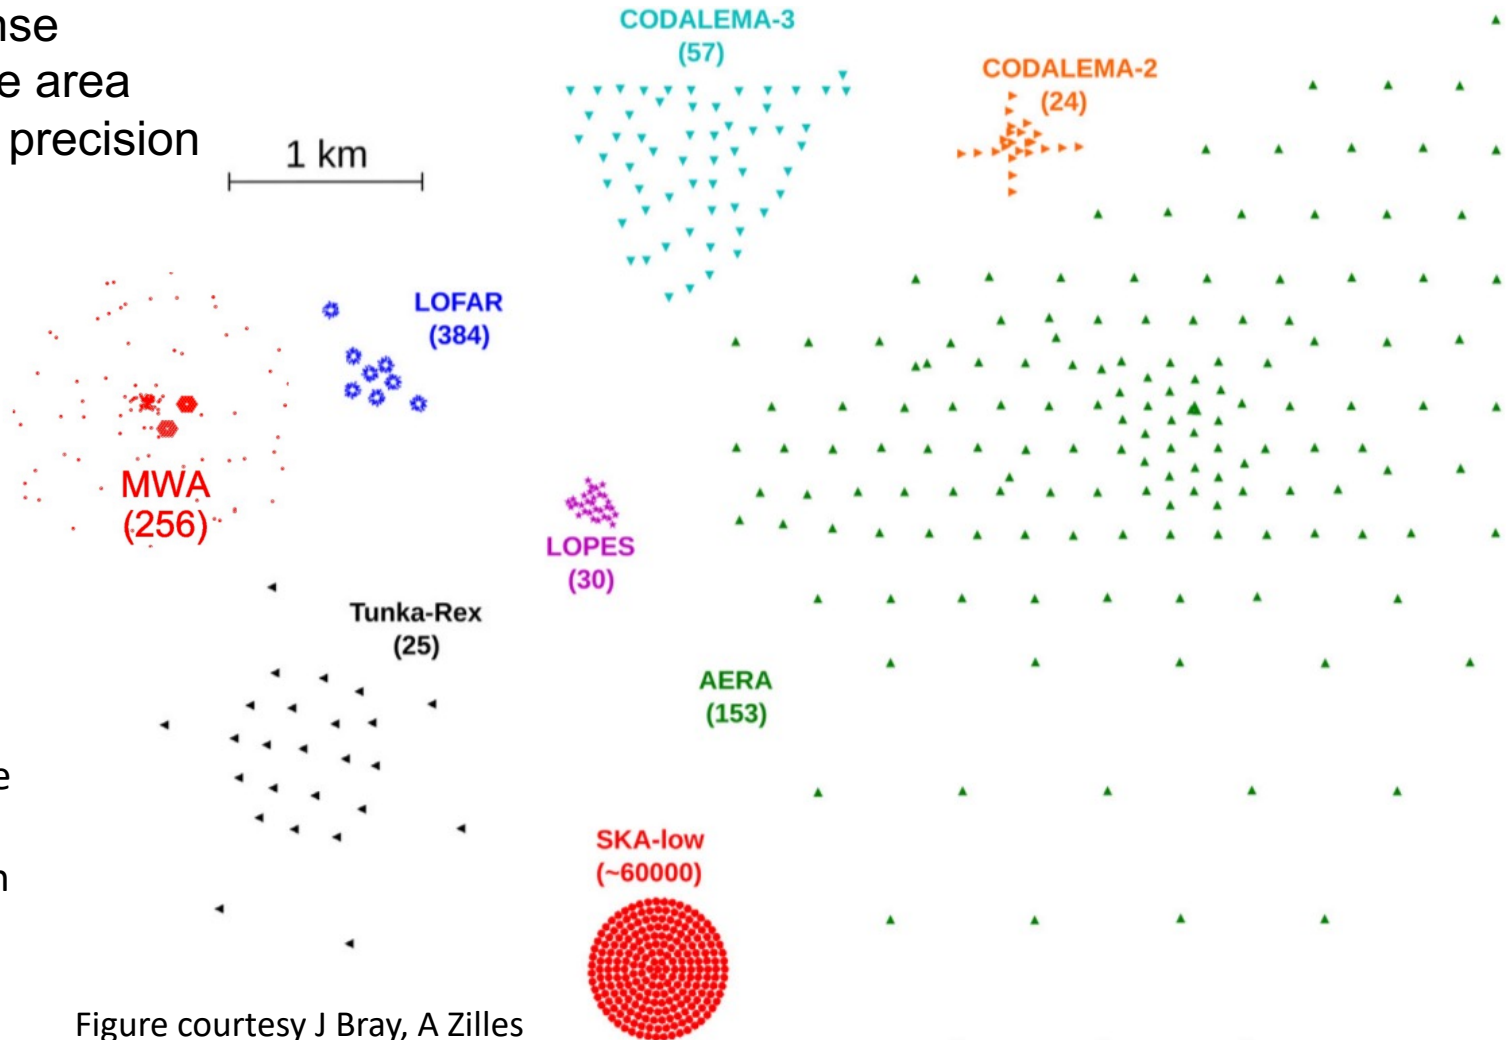 nse
e area
precision
1 km
CODALEMA-3
(57)
CODALEMA-2
(24)
LOFAR
(384)
MWA
(256)
LOPES
(30)
Tunka-Rex
(25)
AERA
(153)
e
n
SKA-low
(~60000)
Figure courtesy J Bray, A Zilles